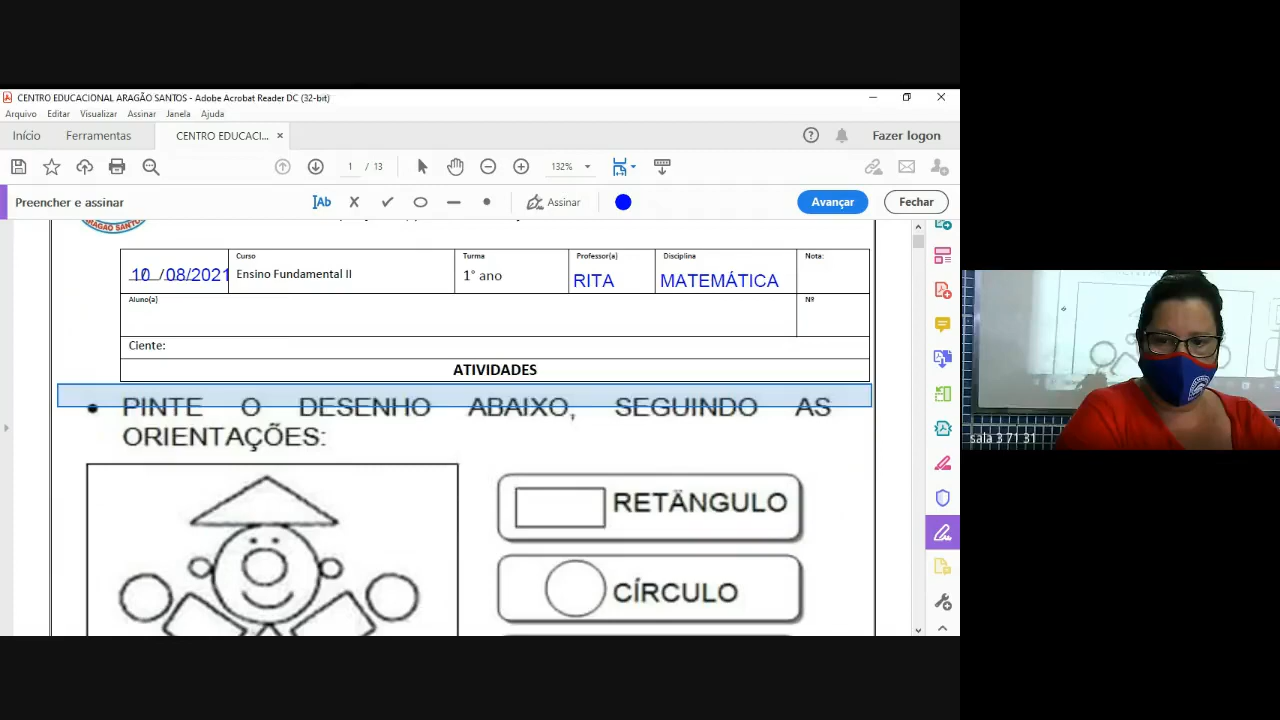 CENTRO EDUCACIONAL ARAGÃO SANTOS - Adobe Acrobat Reader DC (32-bit)
Arquivo Editar Visualizar Assinar Janela Ajuda
Início Ferramentas CENTRO EDUCACI... × Fazer logon
1 / 13 132%
Preencher e assinar IAb Assinar Avançar Fechar
ARAGÃO SANTOS
Curso Turma Professor(a) Disciplina Nota:
10 /08/2021 Ensino Fundamental II 1° ano RITA MATEMÁTICA
Aluno(a) Nº
Ciente:
ATIVIDADES
• PINTE O DESENHO ABAIXO, SEGUINDO AS
ORIENTAÇÕES:
RETÂNGULO
CÍRCULO
sala 3 71 31